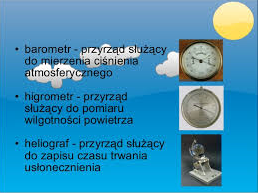 • barometr - przyrząd służący
do mierzenia ciśnienia
atmosferycznego
• higrometr - przyrząd
służący do pomiaru
wilgotności powietrza
• heliograf - przyrząd służący
do zapisu czasu trwania
usłonecznienia